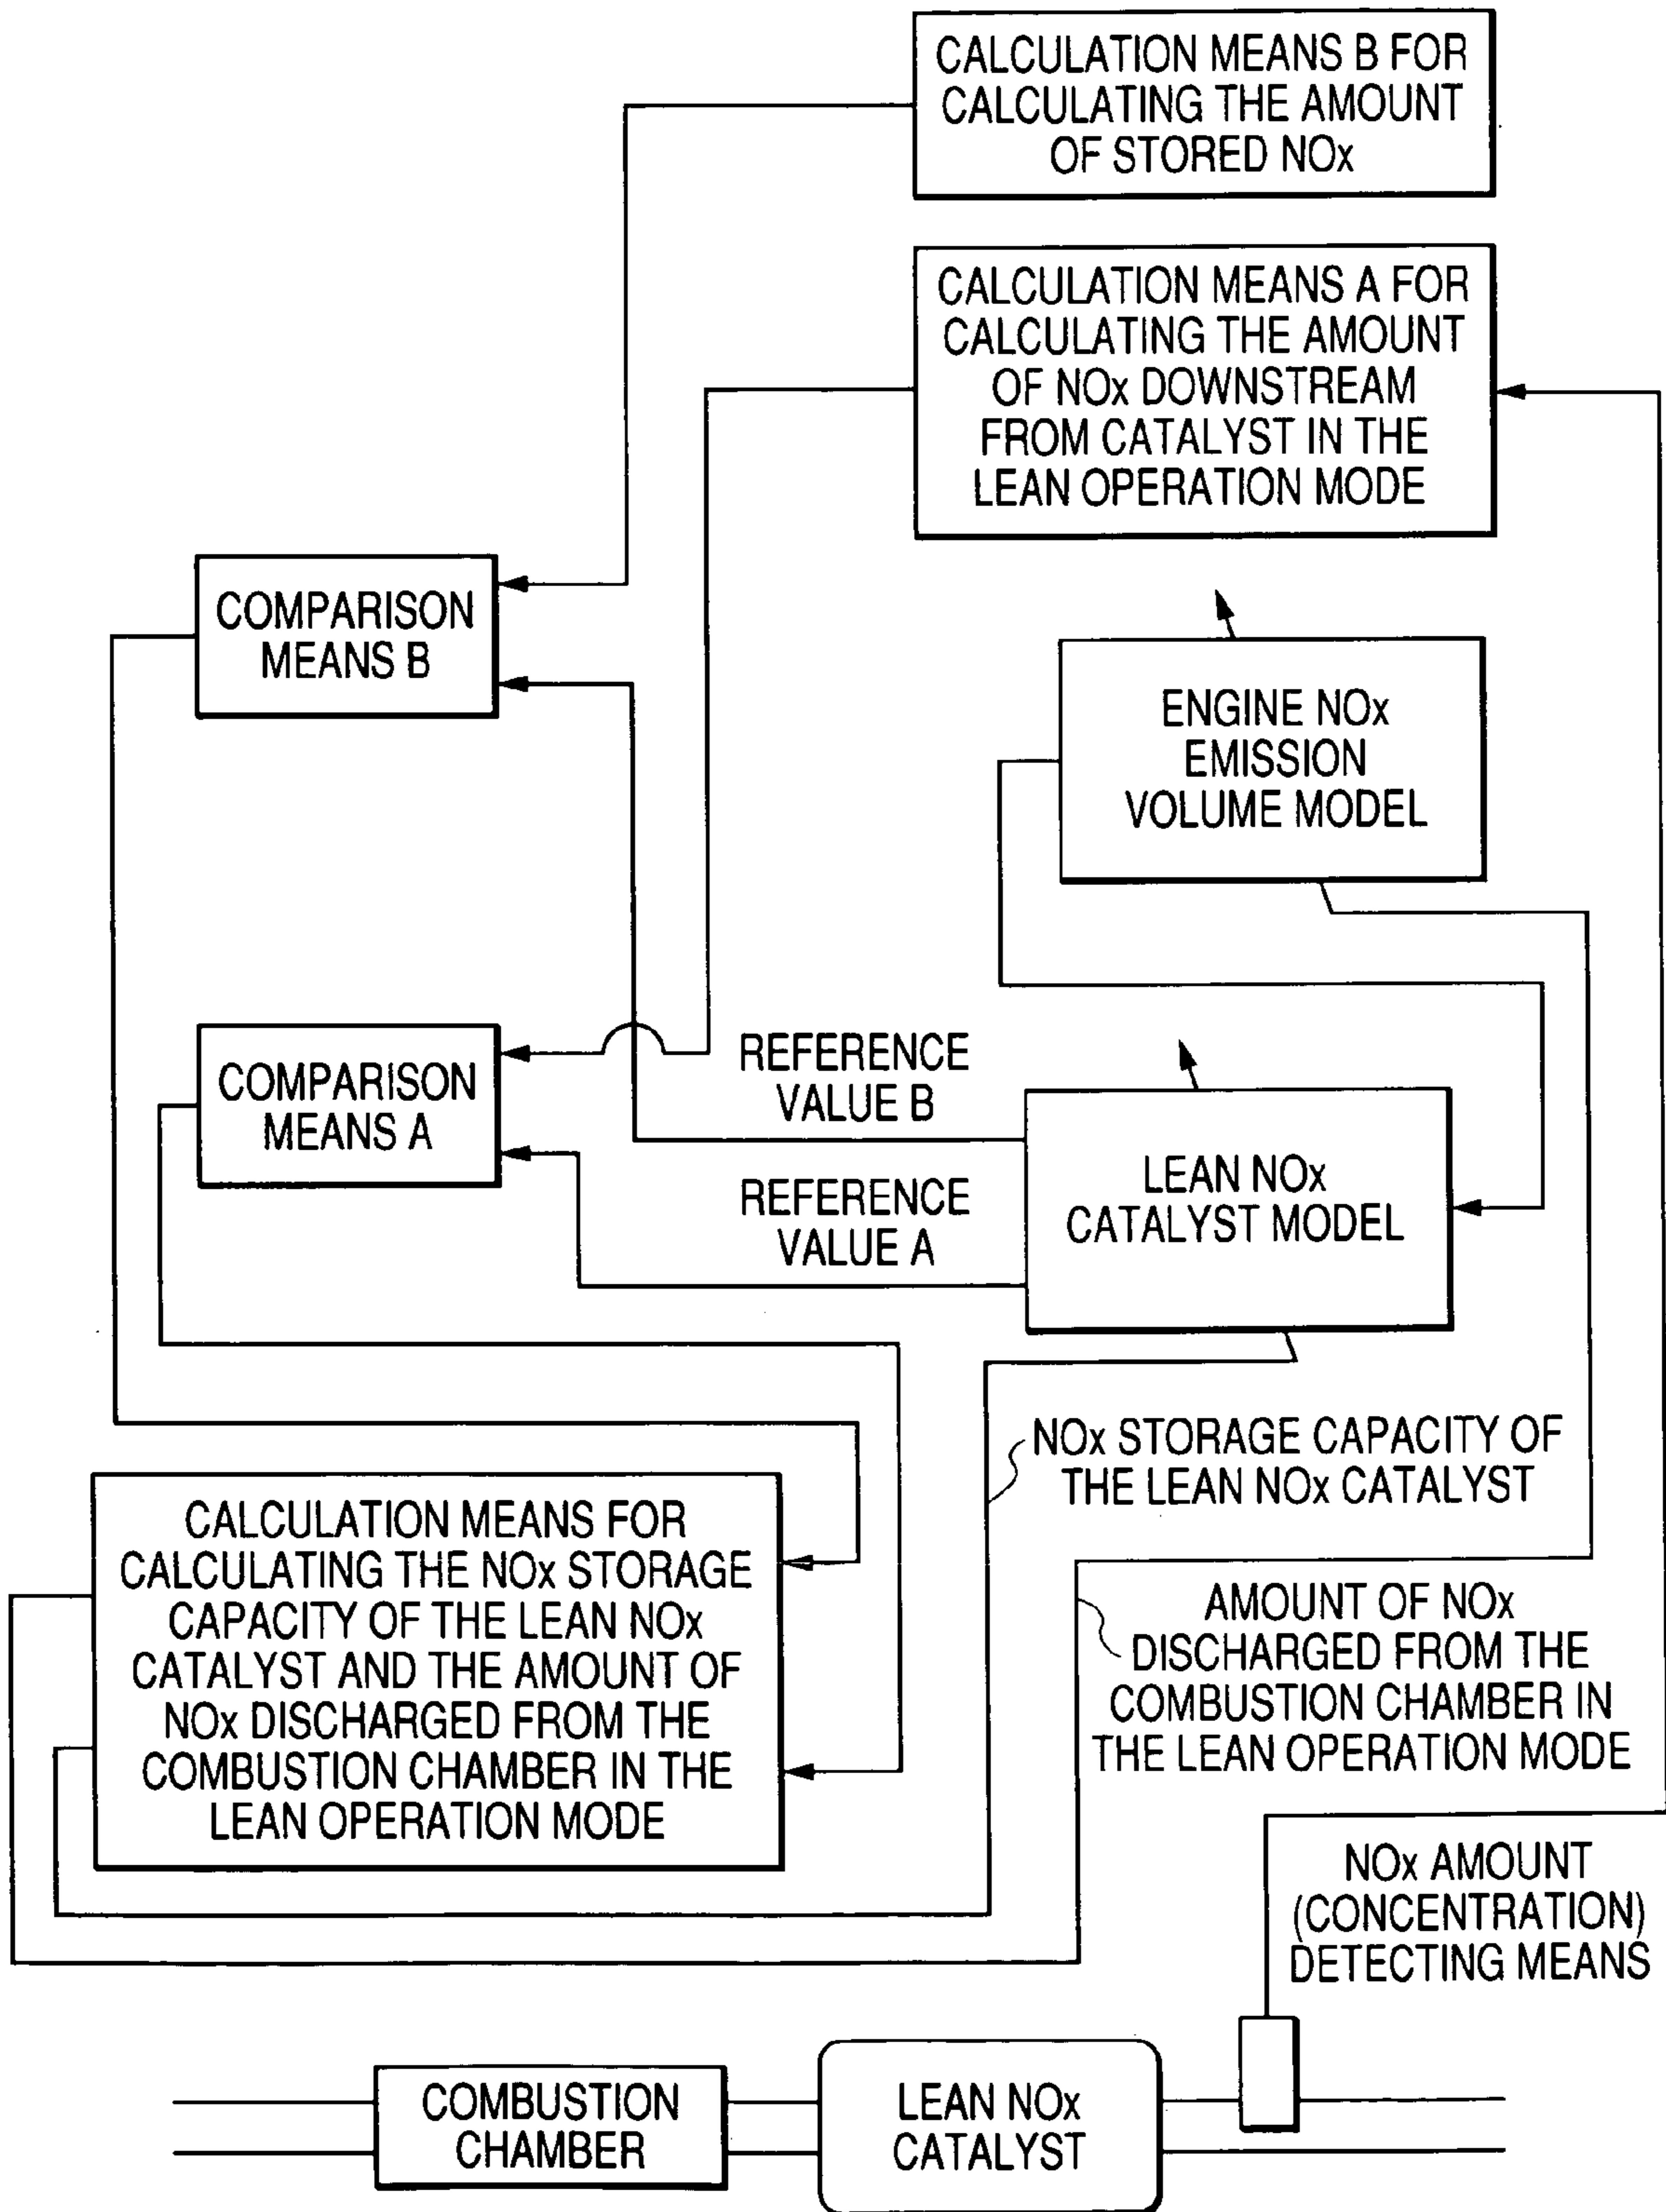 CALCULATION MEANS B FOR
CALCULATING THE AMOUNT
OF STORED NOx
CALCULATION MEANS A FOR
CALCULATING THE AMOUNT
OF NOx DOWNSTREAM
FROM CATALYST IN THE
LEAN OPERATION MODE
COMPARISON
MEANS B
ENGINE NOx
EMISSION
VOLUME MODEL
COMPARISON
MEANS A
REFERENCE
VALUE B
REFERENCE
VALUE A
LEAN NOx
CATALYST MODEL
NOx STORAGE CAPACITY OF
THE LEAN NOx CATALYST
CALCULATION MEANS FOR
CALCULATING THE NOx STORAGE
CAPACITY OF THE LEAN NOx
CATALYST AND THE AMOUNT OF
NOx DISCHARGED FROM THE
COMBUSTION CHAMBER IN THE
LEAN OPERATION MODE
AMOUNT OF NOx
DISCHARGED FROM THE
COMBUSTION CHAMBER IN
THE LEAN OPERATION MODE
NOx AMOUNT
(CONCENTRATION)
DETECTING MEANS
COMBUSTION
CHAMBER
LEAN NOx
CATALYST